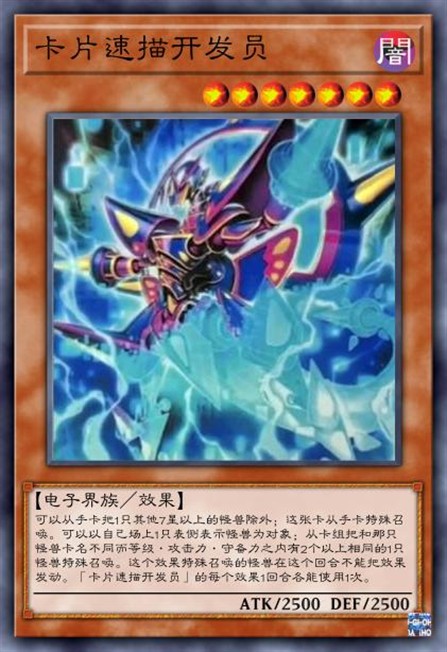 卡片速描开发员
闇
【电子界族／效果】
可以从手卡把1只其他7星以上的怪兽除外；这张卡从手卡特殊召
唤。可以以自己场上1只表侧表示怪兽为对象；从卡组把和那只
怪兽卡名不同而等级·攻击力·守备力之内有2个以上相同的1只
怪兽特殊召唤。这个效果特殊召唤的怪兽在这个回合不能把效果
发动。「卡片速描开发员」的每个效果1回合各能使用1次。
ATK/2500 DEF/2500